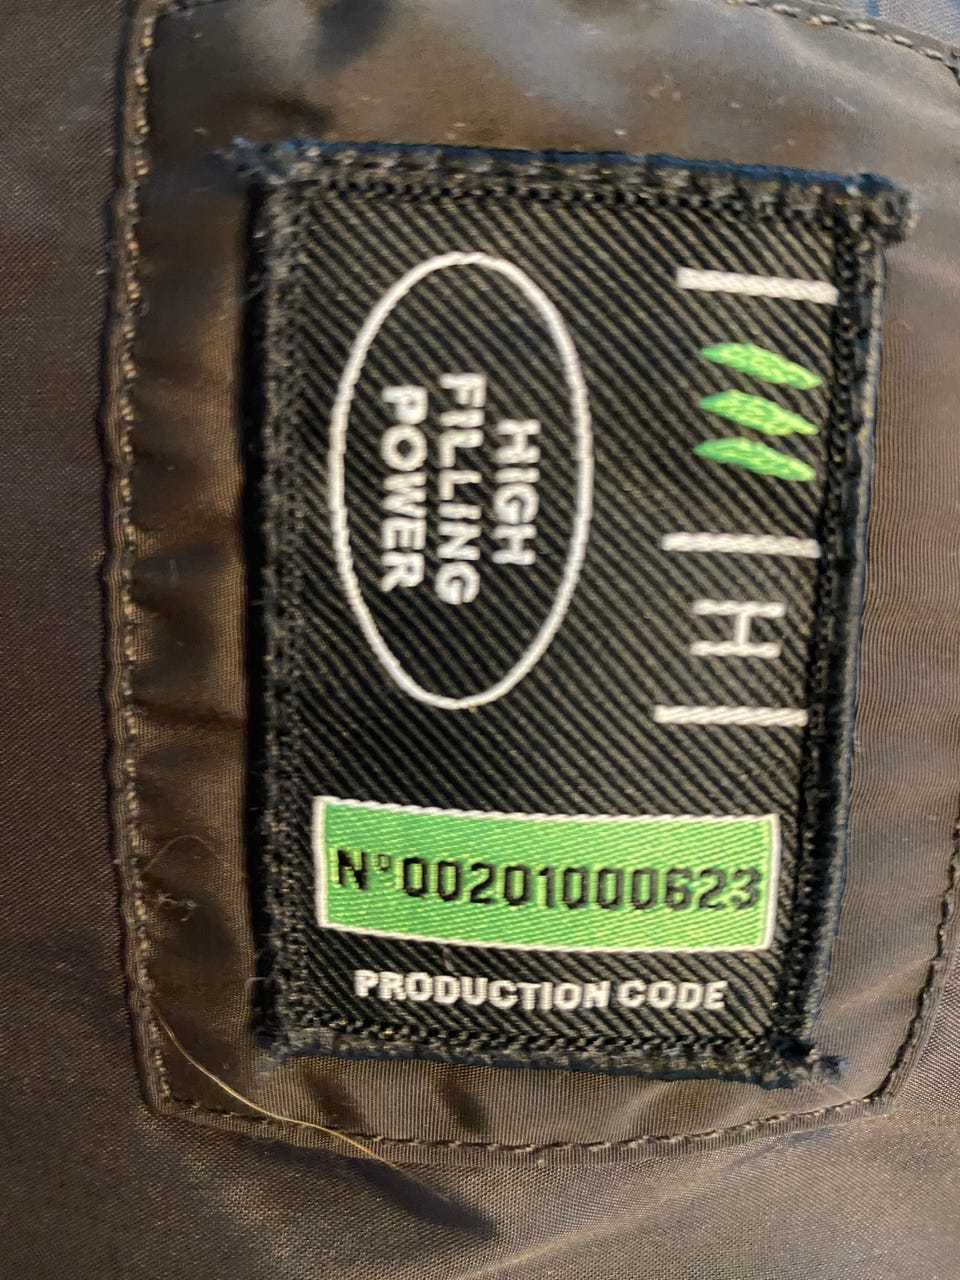 H
HIGH
FILLING
POWER
N°00201000623
PRODUCTION CODE